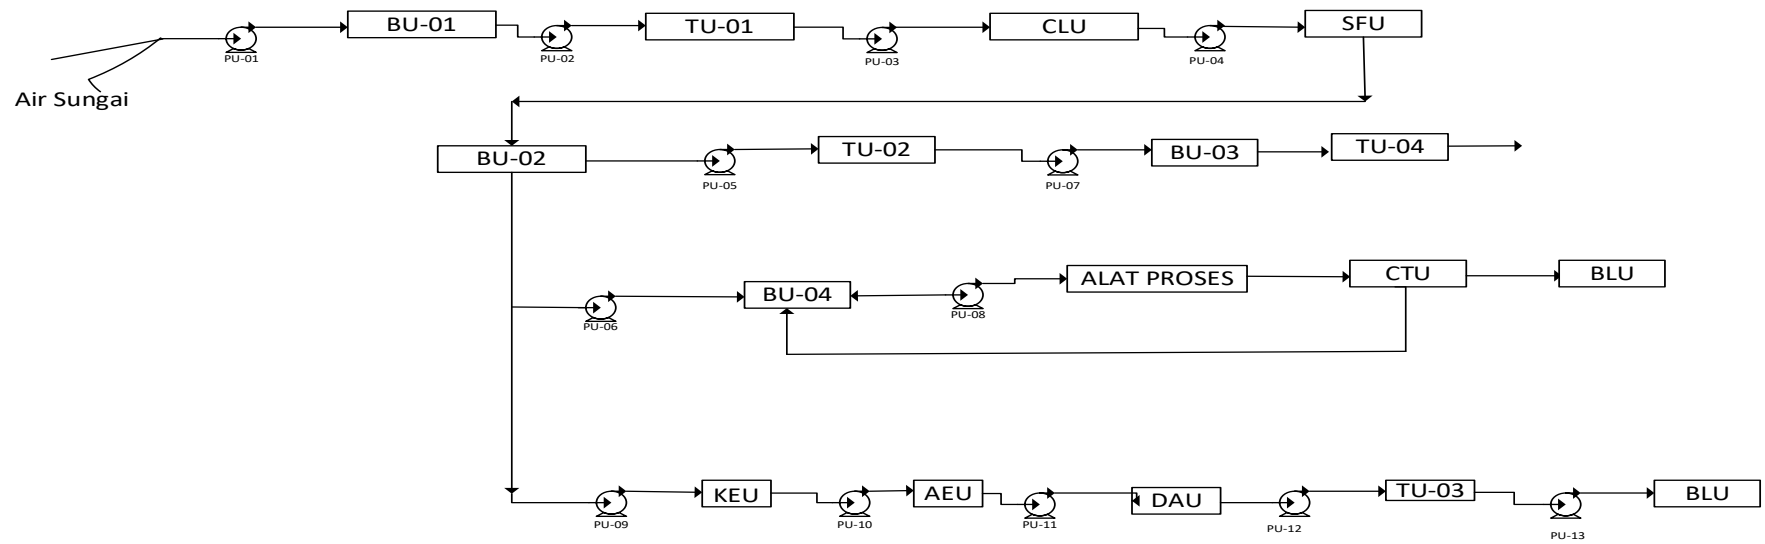 BU-01
TU-01
CLU
SFU
PU-01
PU-02
PU-03
PU-04
Air Sungai
BU-02
TU-02
BU-03
TU-04
PU-05
PU-07
BU-04
ALAT PROSES
CTU
BLU
PU-06
PU-08
KEU
AEU
DAU
TU-03
BLU
PU-09
PU-10
PU-11
PU-12
PU-13